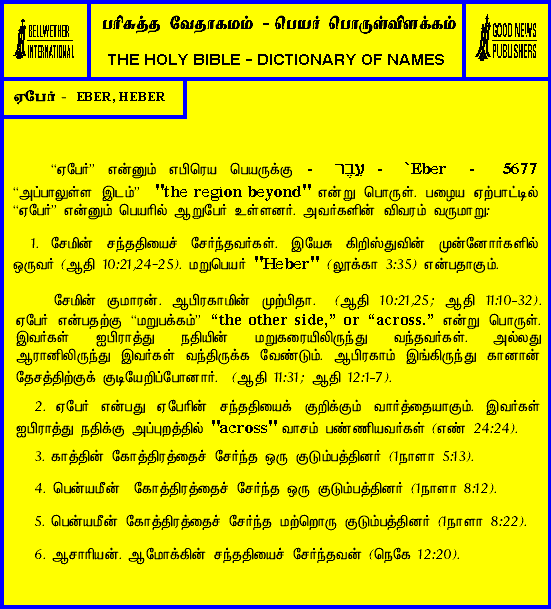 BELLWETHER
INTERNATIONAL
பரிசுத்த வேதாகமம் - பெயர் பொருள்விளக்கம்
THE HOLY BIBLE - DICTIONARY OF NAMES
GOOD NEWS
PUBLISHERS
ஏபேர் - EBER, HEBER
“ஏபேர்” என்னும் எபிரெய பெயருக்கு - עֵבֶר - `Eber - 5677
“அப்பாலுள்ள இடம்” "the region beyond" என்று பொருள். பழைய ஏற்பாட்டில்
“ஏபேர்” என்னும் பெயரில் ஆறுபேர் உள்ளனர். அவர்களின் விவரம் வருமாறு:
1. சேமின் சந்ததியைச் சேர்ந்தவர்கள். இயேசு கிறிஸ்துவின் முன்னோர்களில்
ஒருவர் (ஆதி 10:21,24-25). மறுபெயர் "Heber" (லூக்கா 3:35) என்பதாகும்.
சேமின் குமாரன். ஆபிரகாமின் முற்பிதா. (ஆதி 10:21,25; ஆதி 11:10-32).
ஏபேர் என்பதற்கு “மறுபக்கம்” “the other side,” or “across.” என்று பொருள்.
இவர்கள் ஐபிராத்து நதியின் மறுகரையிலிருந்து வந்தவர்கள். அல்லது
ஆரானிலிருந்து இவர்கள் வந்திருக்க வேண்டும். ஆபிரகாம் இங்கிருந்து கானான்
தேசத்திற்குக் குடியேறிப்போனார். (ஆதி 11:31; ஆதி 12:1-7).
2. ஏபேர் என்பது ஏபேரின் சந்ததியைக் குறிக்கும் வார்த்தையாகும். இவர்கள்
ஐபிராத்து நதிக்கு அப்புறத்தில் "across" வாசம் பண்ணியவர்கள் (எண் 24:24).
3. காத்தின் கோத்திரத்தைச் சேர்ந்த ஒரு குடும்பத்தினர் (1நாளா 5:13).
4. பென்யமீன் கோத்திரத்தைச் சேர்ந்த ஒரு குடும்பத்தினர் (1நாளா 8:12).
5. பென்யமீன் கோத்திரத்தைச் சேர்ந்த மற்றொரு குடும்பத்தினர் (1நாளா 8:22).
6. ஆசாரியன். ஆமோக்கின் சந்ததியைச் சேர்ந்தவன் (நெகே 12:20).